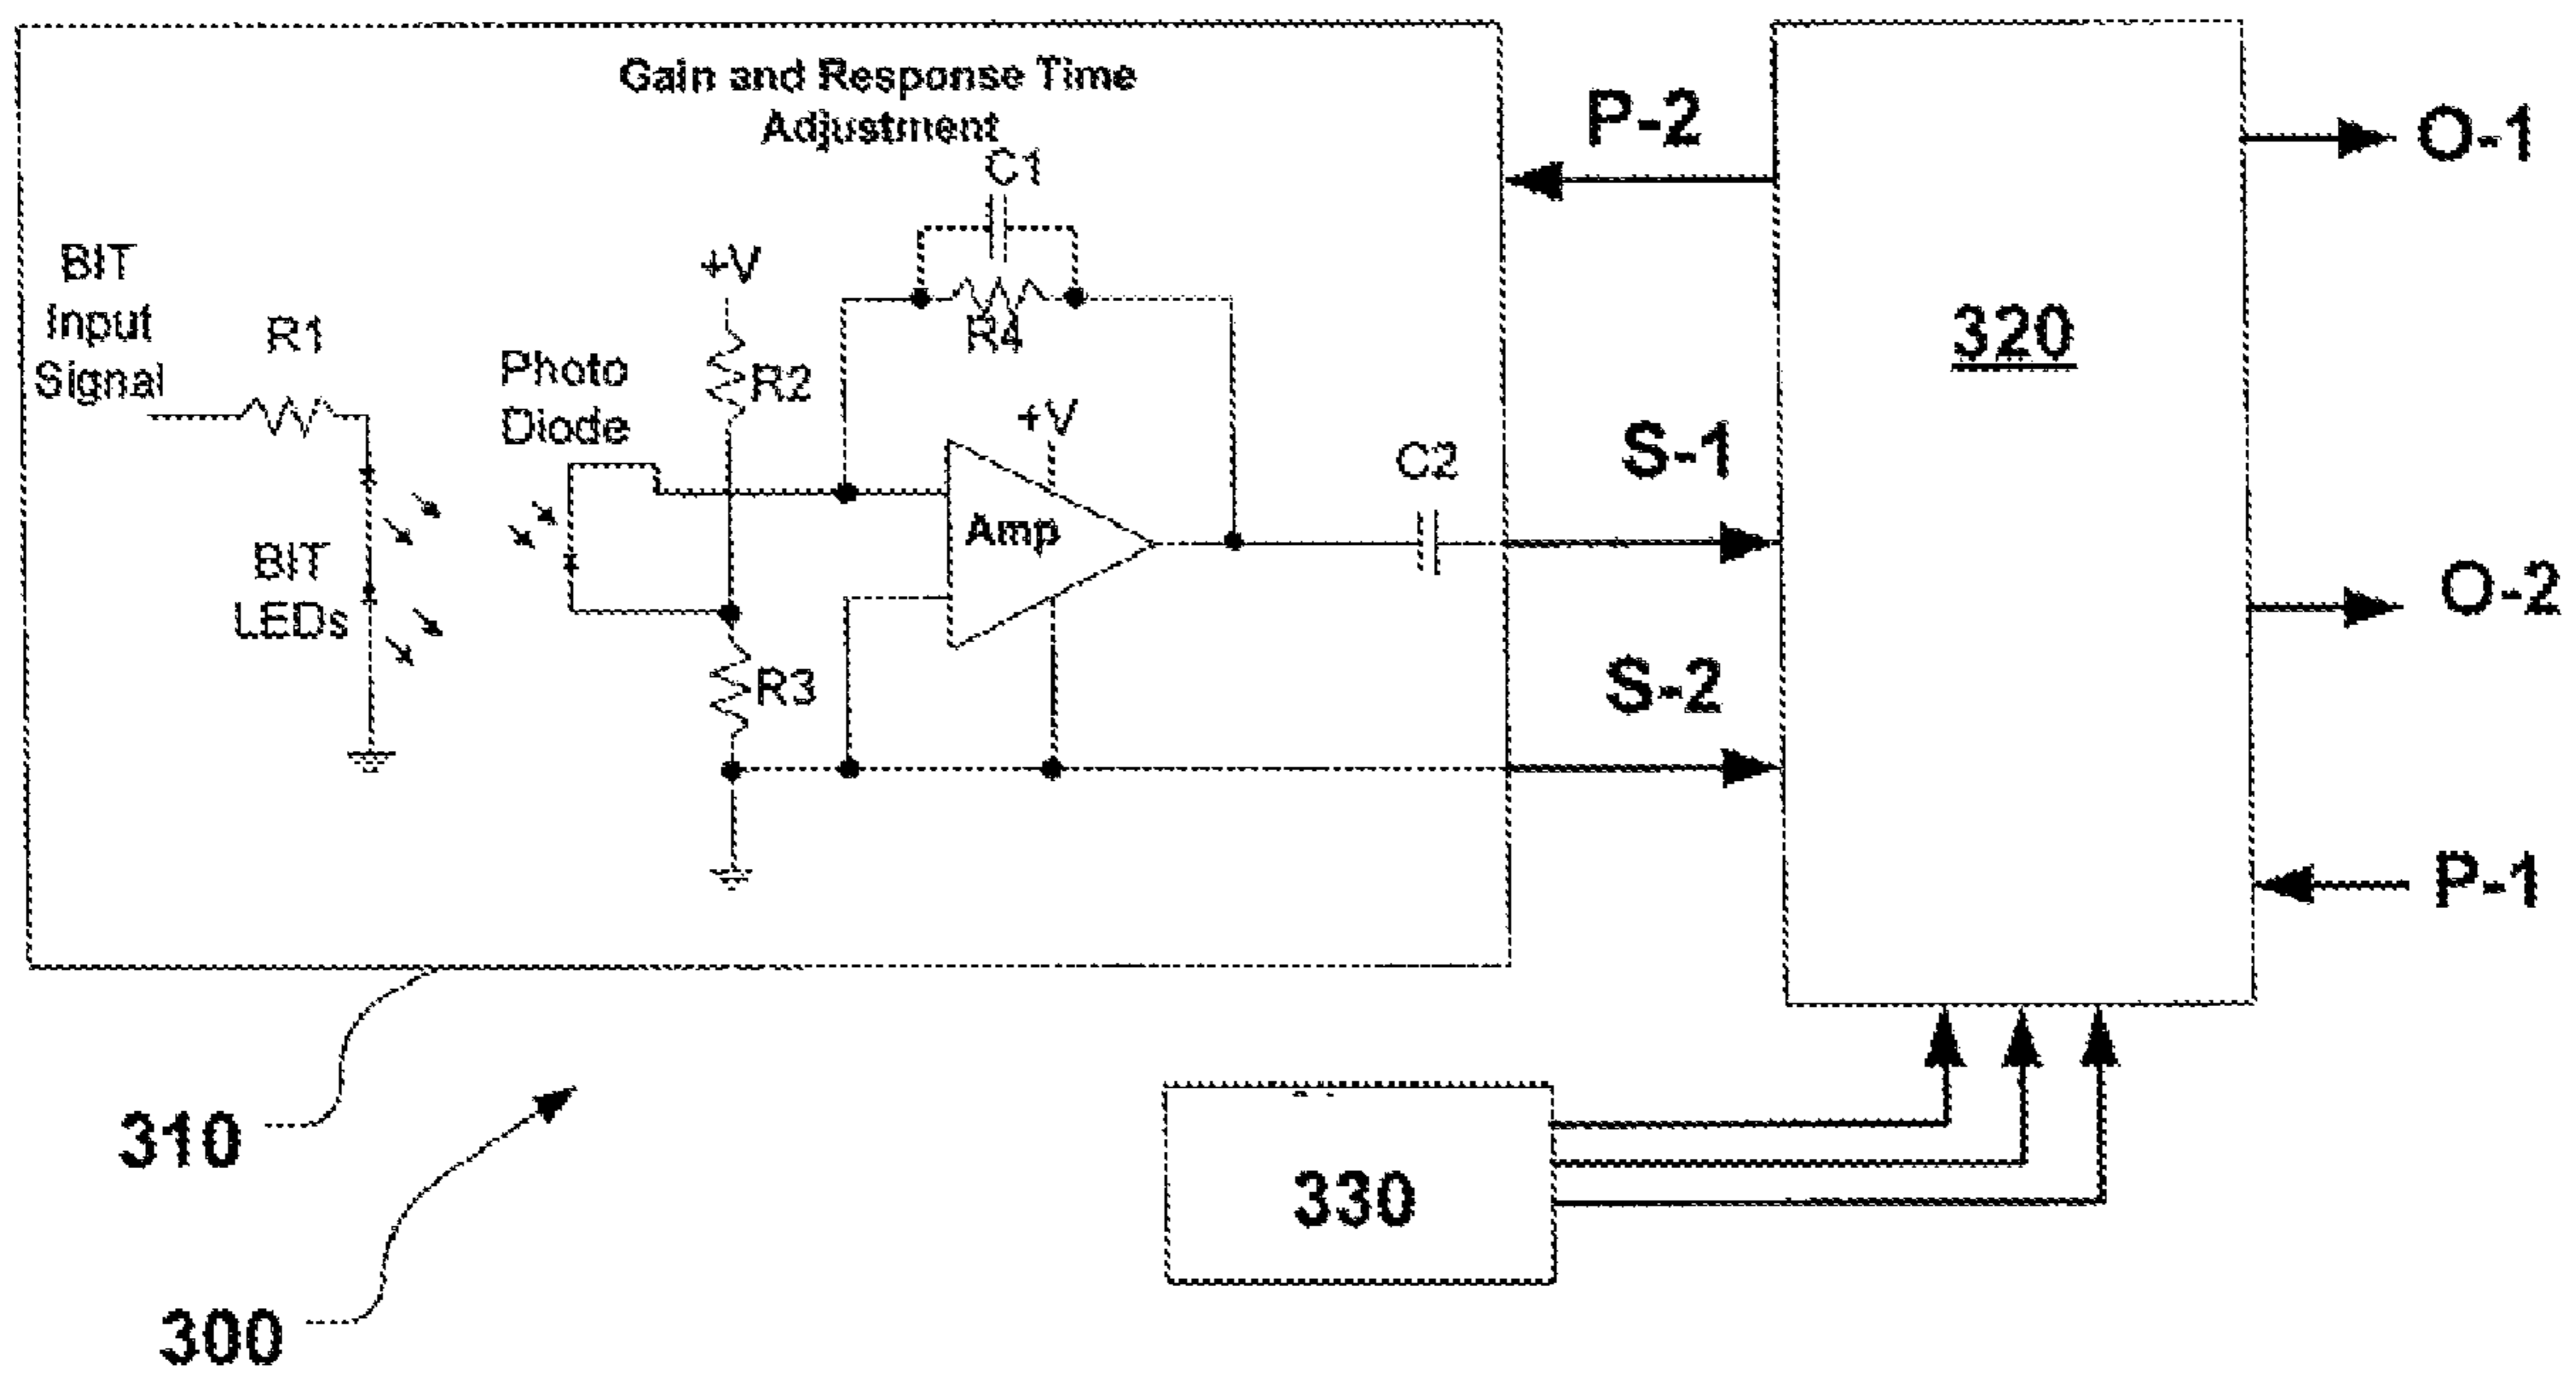 Gain and Response Time
Adjustment
C1
P-2
O-1
BIT
Input
Signal
R1
+V
R4
320
Photo
Diode
R2
+V
Amp
C2
S-1
BIT
LEDs
O-2
R3
S-2
P-1
310
330
300